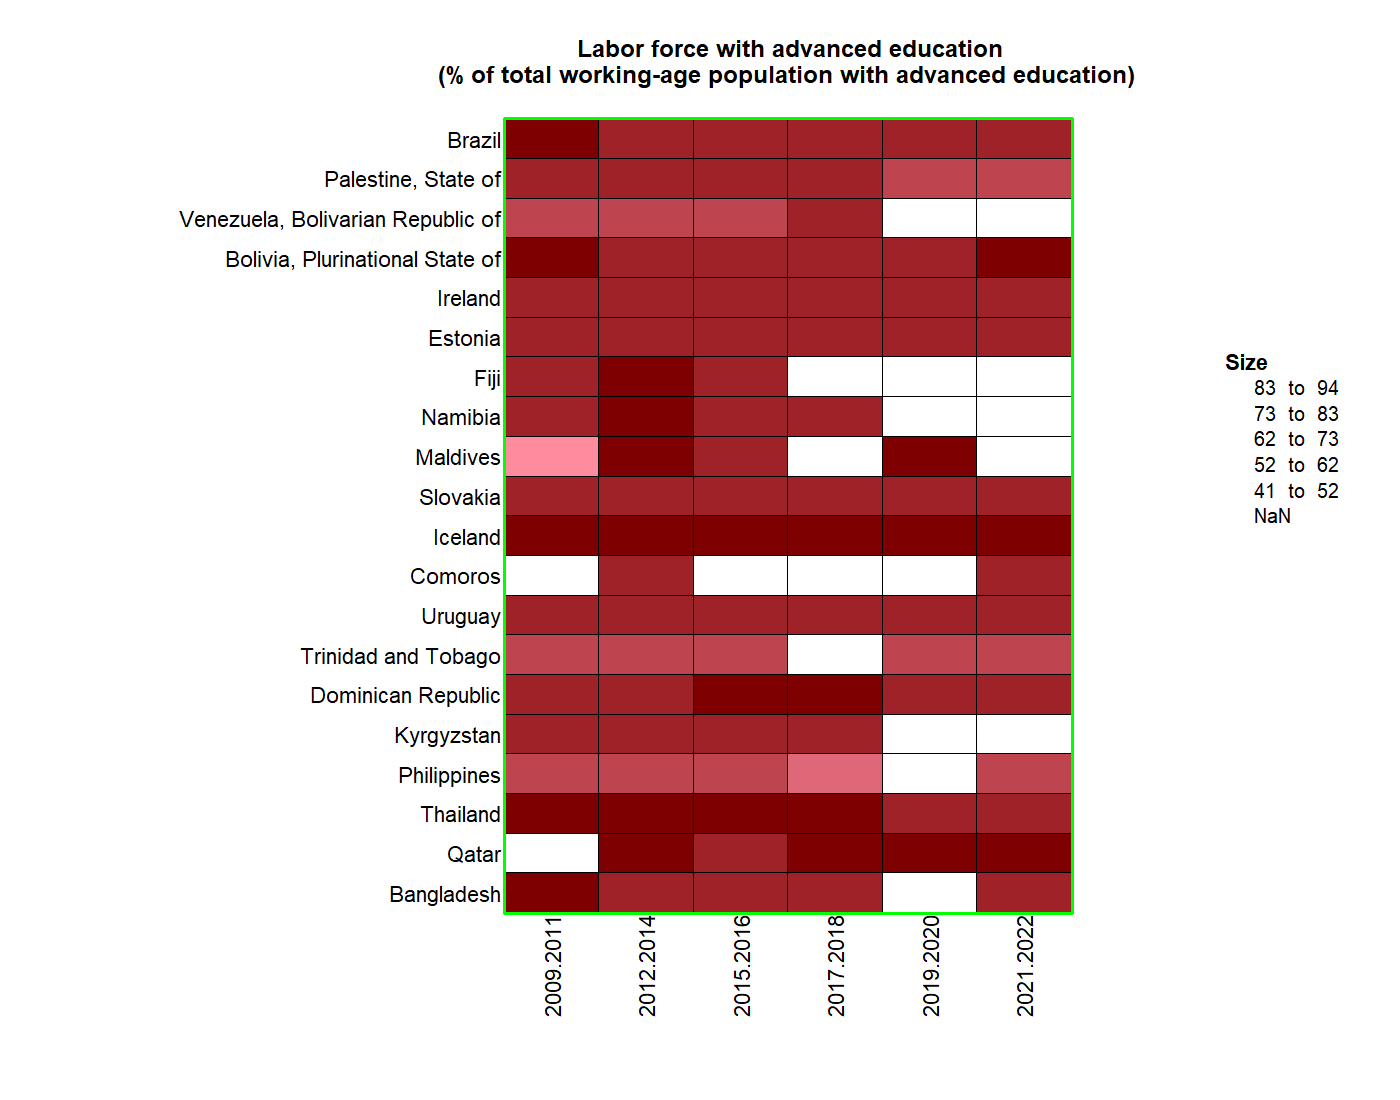 Labor force with advanced education
(% of total working-age population with advanced education)
Brazil
Palestine, State of
Venezuela, Bolivarian Republic of
Bolivia, Plurinational State of
Ireland
Estonia
Fiji
Namibia
Maldives
Slovakia
Iceland
Comoros
Uruguay
Trinidad and Tobago
Dominican Republic
Kyrgyzstan
Philippines
Thailand
Qatar
Bangladesh
2009.2011
2012.2014
2015.2016
2017.2018
2019.2020
2021.2022
Size
83 to 94
73 to 83
62 to 73
52 to 62
41 to 52
NaN